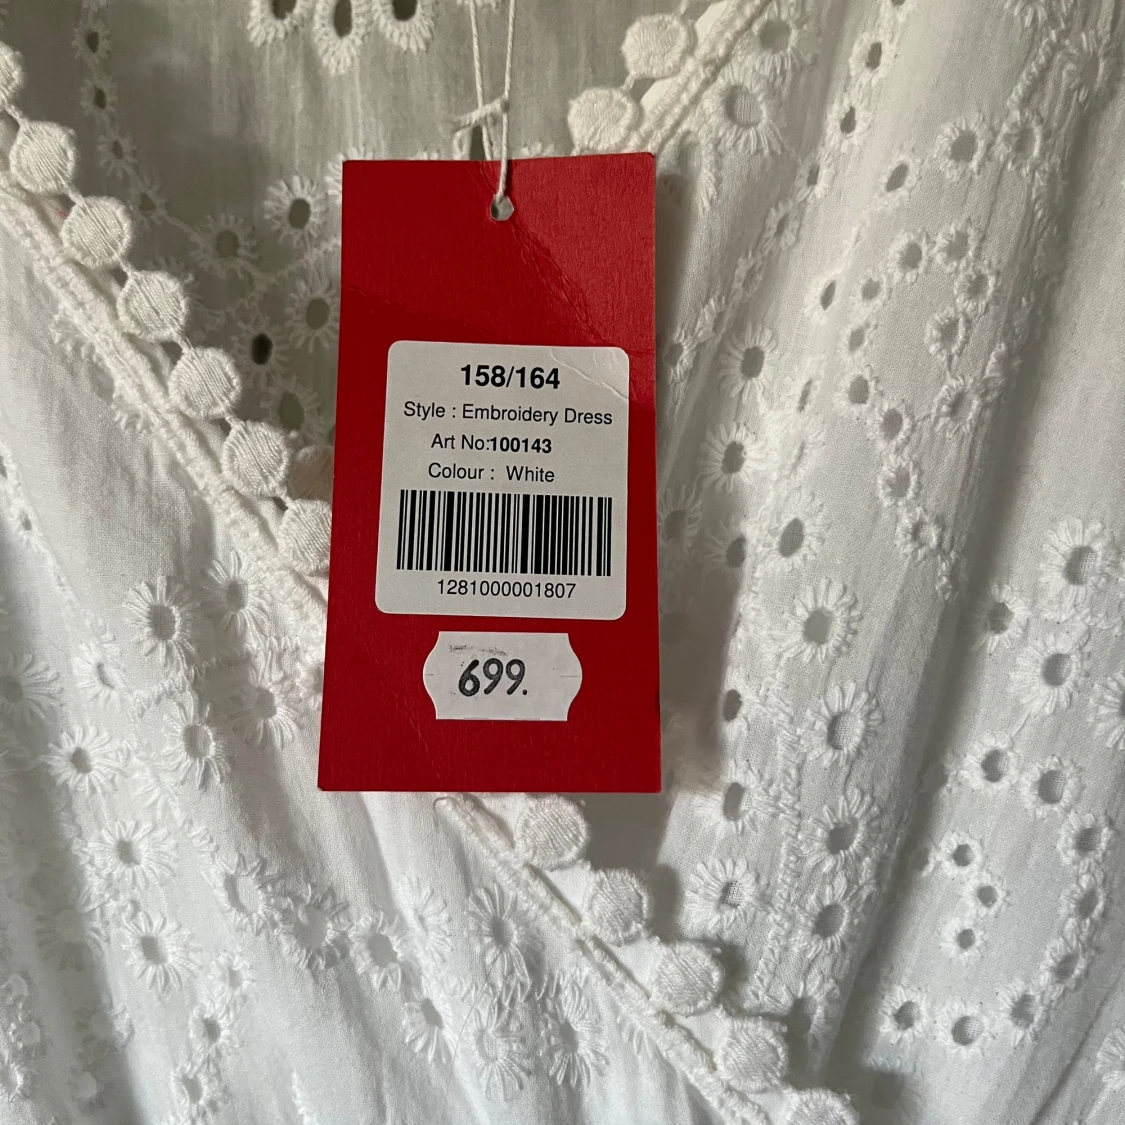 158/164
Style : Embroidery Dress
Art No:100143
Colour : White
1281000001807
699.